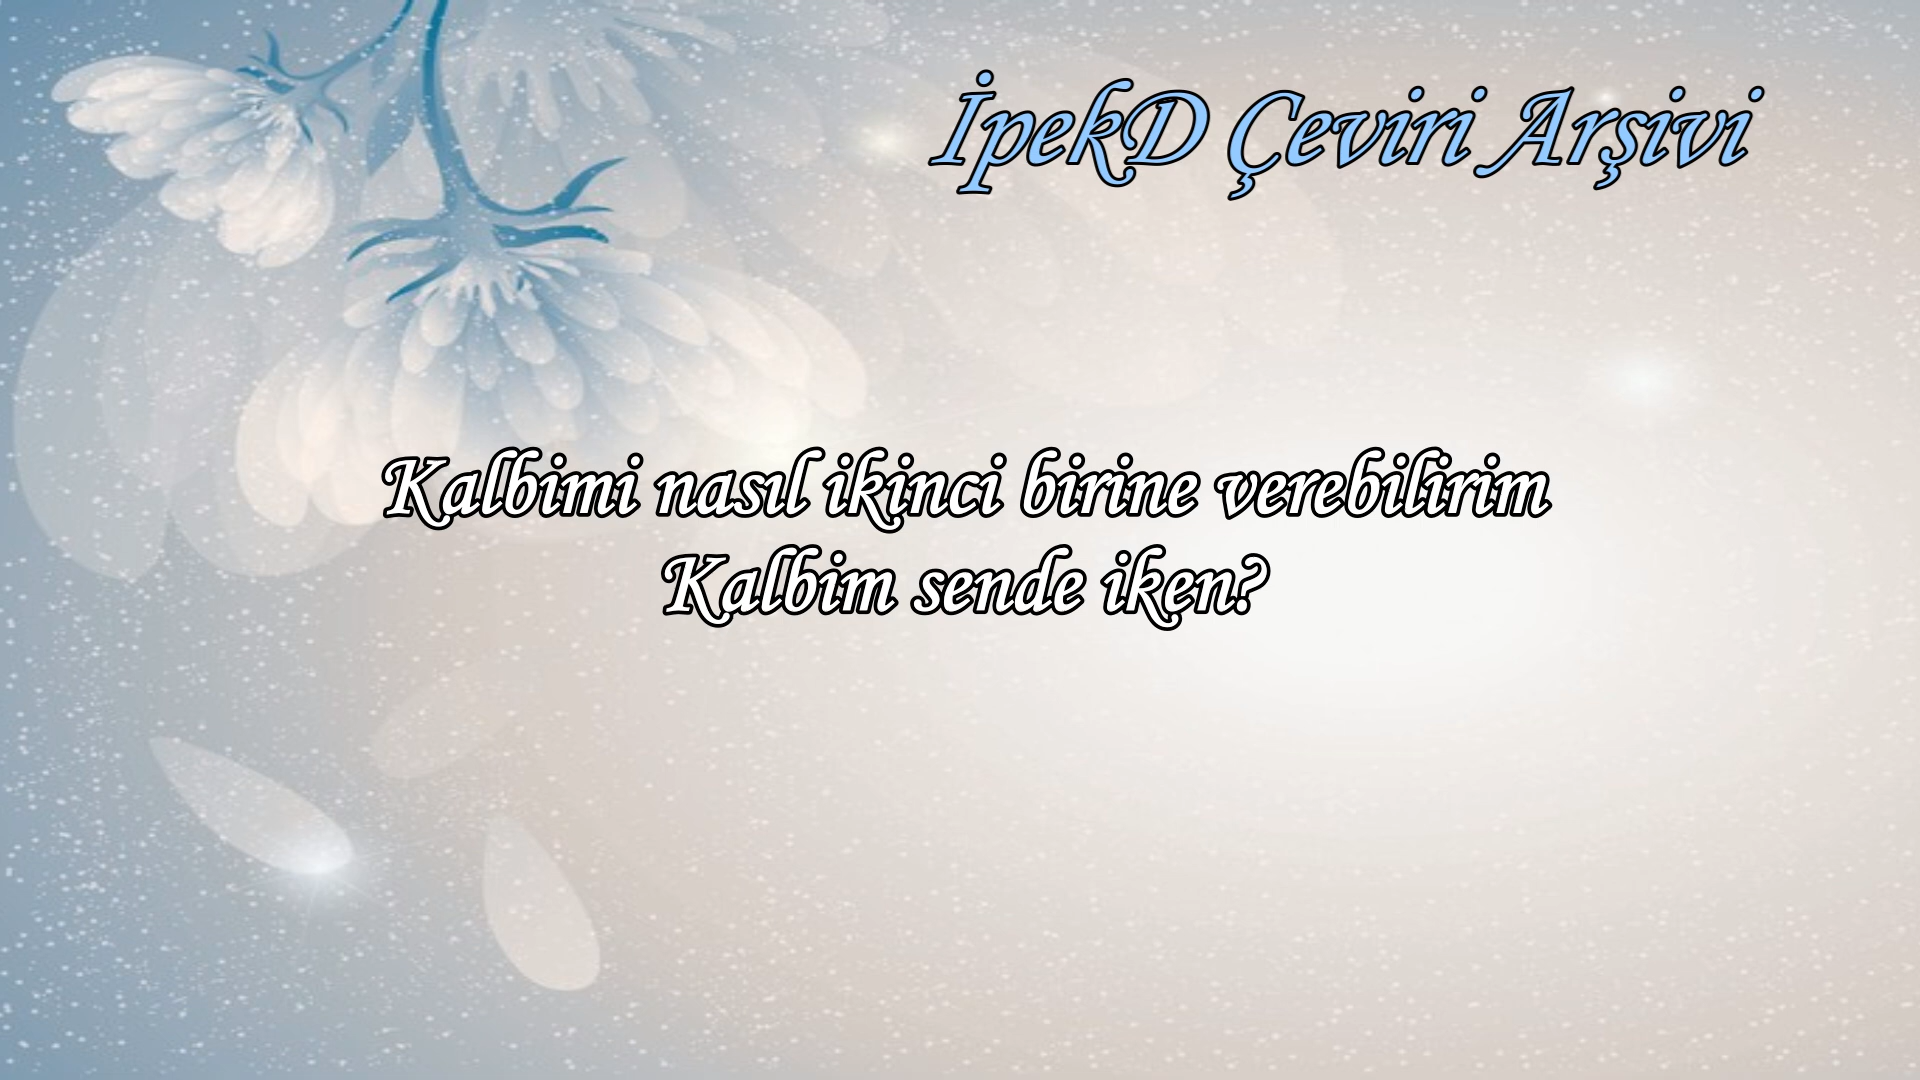 İpekD Çeviri Arşivi
Kalbimi nasıl ikinci birine verebilirim
Kalbim sende iken?